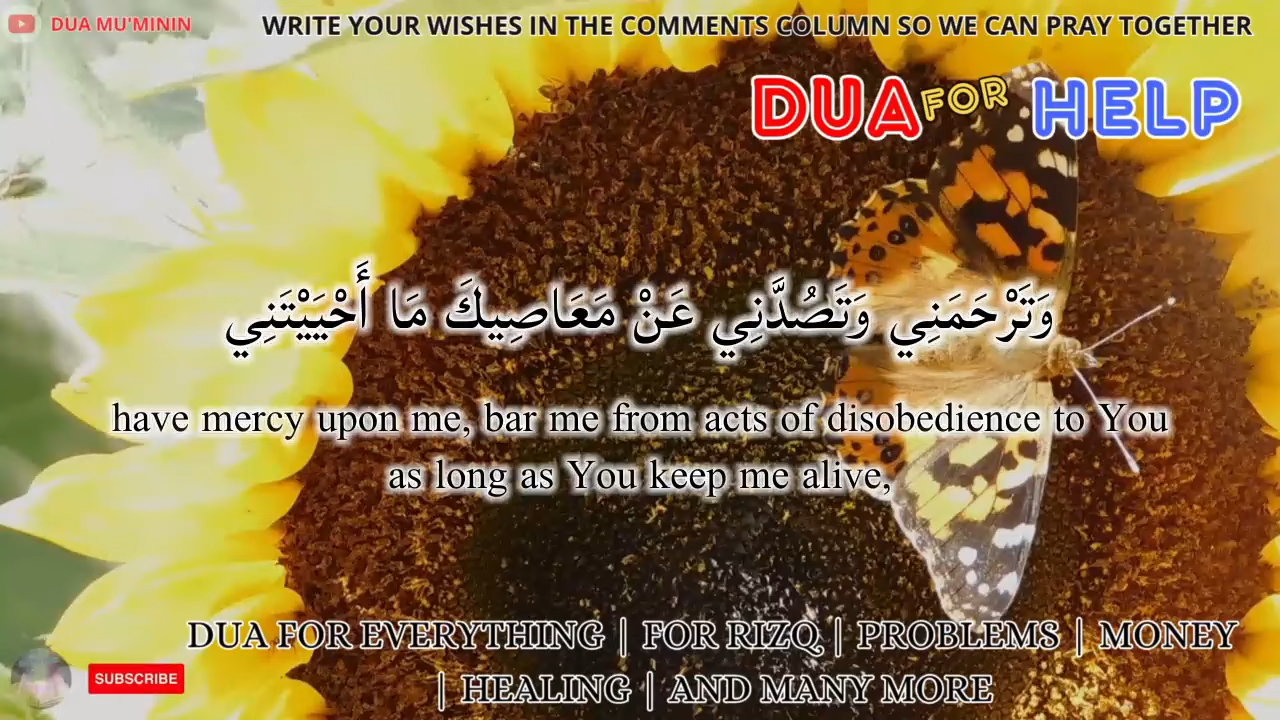 DUA MU'MININ
WRITE YOUR WISHES IN THE COMMENTS COLUMN SO WE CAN PRAY TOGETHER
DUA FOR HELP
وَتَرْحَمَنِي وَتَصُدَّنِي عَنْ مَعَاصِيكَ مَا أَحْيَيْتَنِي
have mercy upon me, bar me from acts of disobedience to You
as long as You keep me alive,
DUA FOR EVERYTHING | FOR RIZQ | PROBLEMS | MONEY
| HEALING | AND MANY MORE
SUBSCRIBE